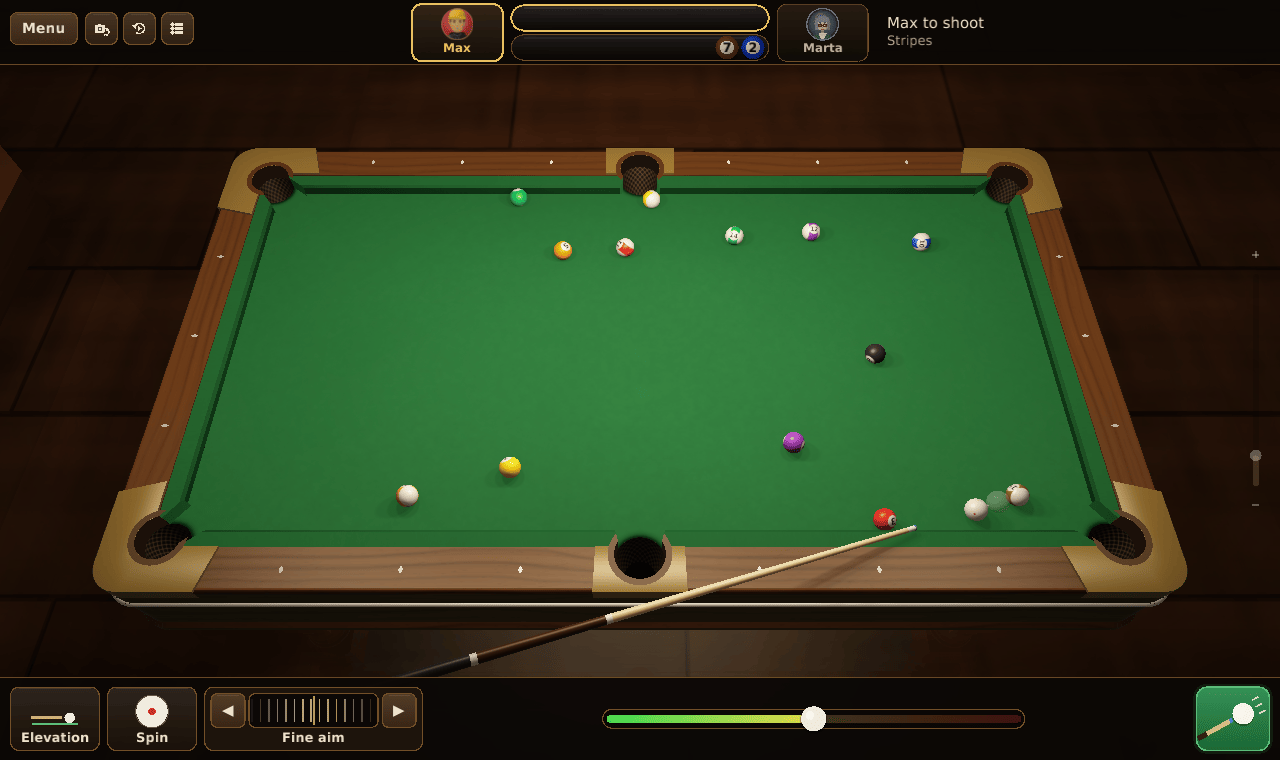 Menu
Max
7 2
Marta
Max to shoot
Stripes
Elevation
Spin
Fine aim